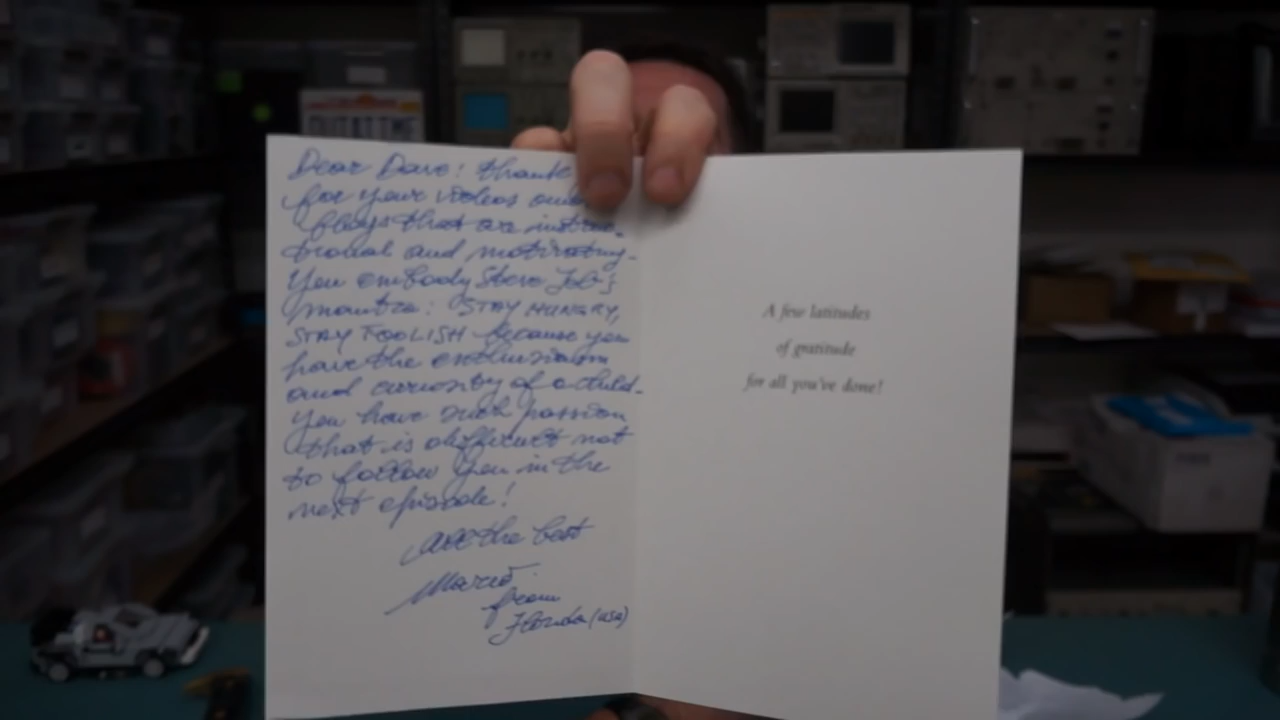 Dear Dave! Thanks
for your videos and
blogs that are instruc-
tional and motivating.
You embody Steve Job's
mantra: "STAY HUNGRY,
STAY FOOLISH because you
have the enthusiasm
and curiosity of a child.
You have such passion
that is difficult not
to follow you in the
next episode!
All the best
Mario
from
Florida (USA)
A few latitudes
of gratitude
for all you've done!